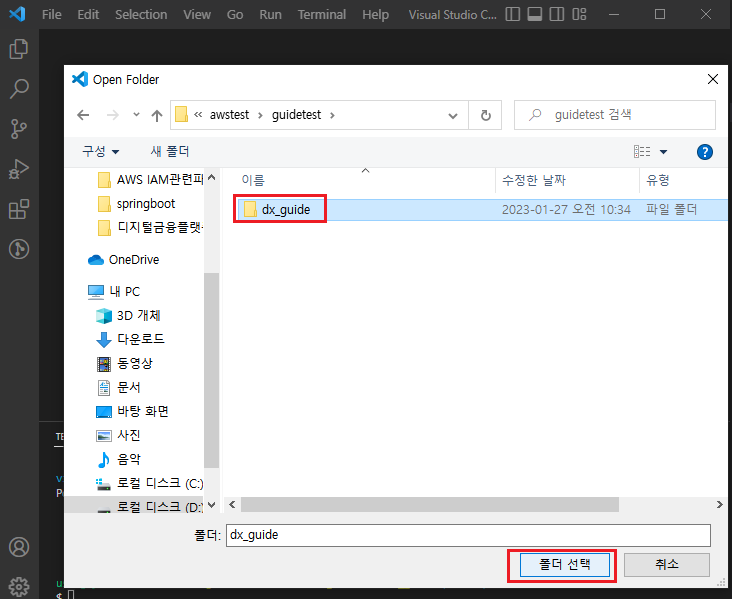 File Edit Selection View Go Run Terminal Help Visual Studio C...
Open Folder
« awstest › guidetest ›
guidetest 검색
구성 새 폴더
이름 수정한 날짜 유형
AWS IAM관련파
springboot
디지털금융플랫
OneDrive
내 PC
3D 개체
다운로드
동영상
문서
바탕 화면
사진
음악
로컬 디스크 (C:)
로컬 디스크 (D:)
dx_guide 2023-01-27 오전 10:34 파일 폴더
폴더: dx_guide
폴더 선택 취소
$